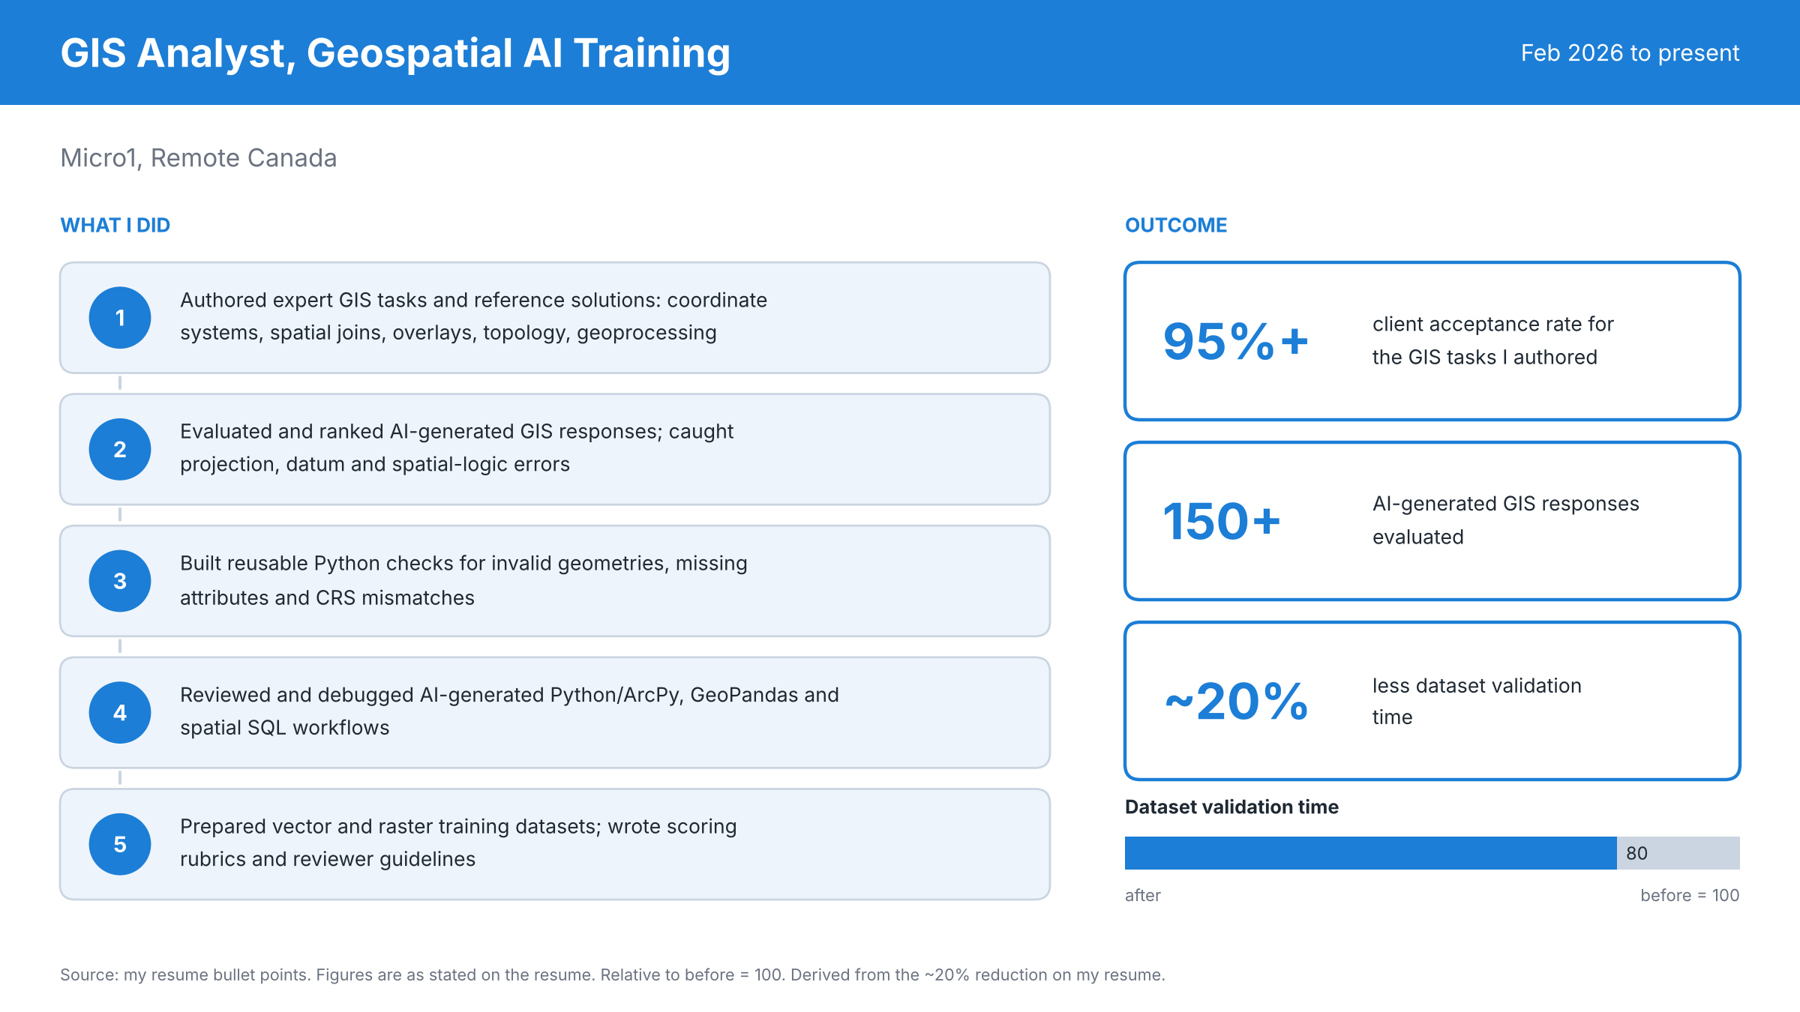 GIS Analyst, Geospatial AI Training
Feb 2026 to present
Micro1, Remote Canada
WHAT I DID
1
Authored expert GIS tasks and reference solutions: coordinate
systems, spatial joins, overlays, topology, geoprocessing
2
Evaluated and ranked AI-generated GIS responses; caught
projection, datum and spatial-logic errors
3
Built reusable Python checks for invalid geometries, missing
attributes and CRS mismatches
4
Reviewed and debugged AI-generated Python/ArcPy, GeoPandas and
spatial SQL workflows
5
Prepared vector and raster training datasets; wrote scoring
rubrics and reviewer guidelines
OUTCOME
95%+
client acceptance rate for
the GIS tasks I authored
150+
AI-generated GIS responses
evaluated
~20%
less dataset validation
time
Dataset validation time
80
after
before = 100
Source: my resume bullet points. Figures are as stated on the resume. Relative to before = 100. Derived from the ~20% reduction on my resume.